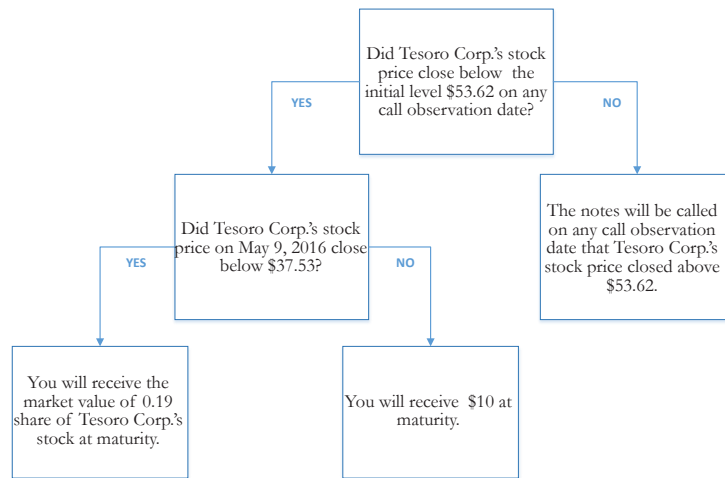 Did Tesoro Corp.'s stock
price close below  the
initial level $53.62 on any
call observation date?
YES
NO
Did Tesoro Corp.'s stock
price on May 9, 2016 close
below $37.53?
The notes will be called
on any call observation
date that Tesoro Corp.'s
stock price closed above
$53.62.
YES
NO
You will receive the
market value of 0.19
share of Tesoro Corp.'s
stock at maturity.
You will receive  $10 at
maturity.